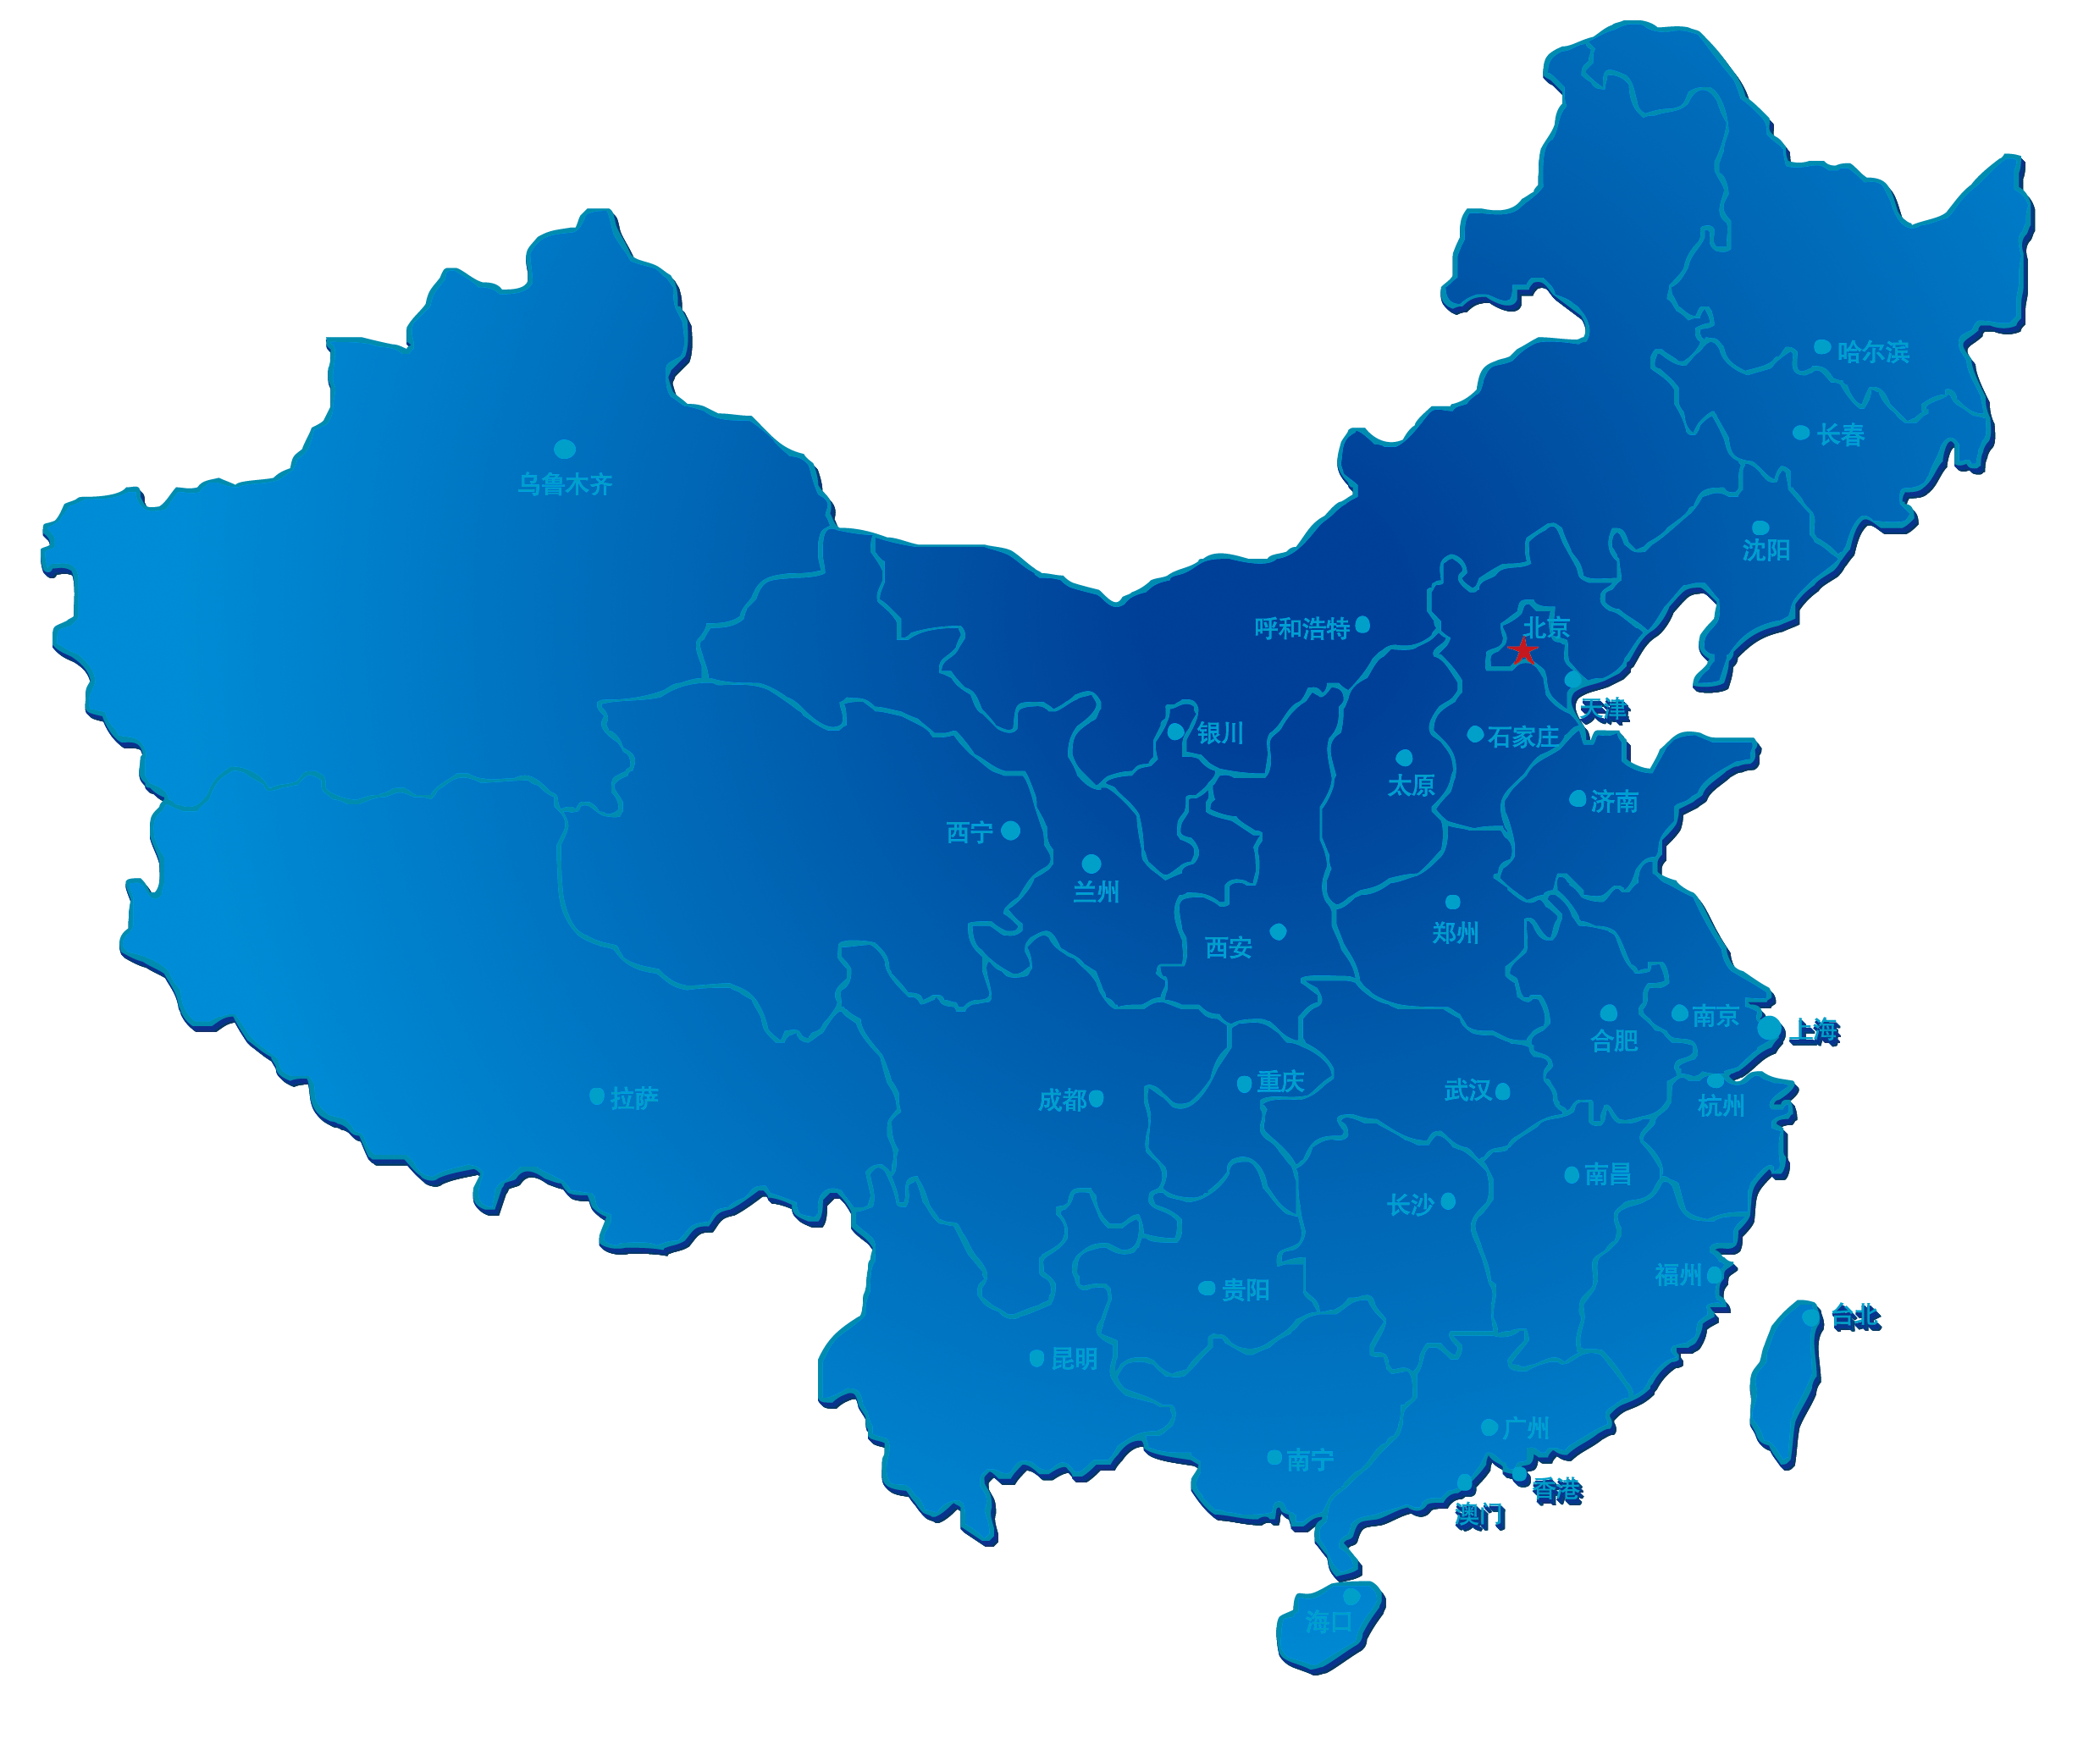 哈尔滨
长春
乌鲁木齐
沈阳
呼和浩特
北京
天津
银川
石家庄
太原
济南
西宁
兰州
郑州
西安
南京
上海
合肥
重庆
武汉
拉萨
成都
杭州
南昌
长沙
福州
贵阳
台北
昆明
广州
南宁
香港
澳门
海口